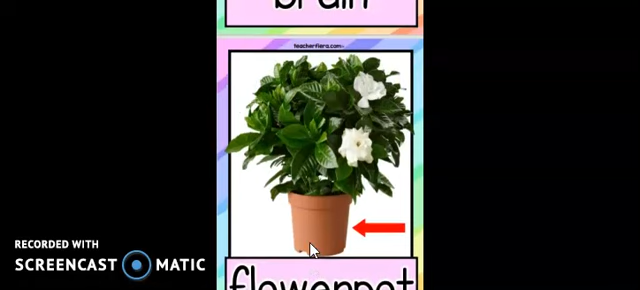 brain
teacherfiera.com
flowerpot
RECORDED WITH
SCREENCAST MATIC